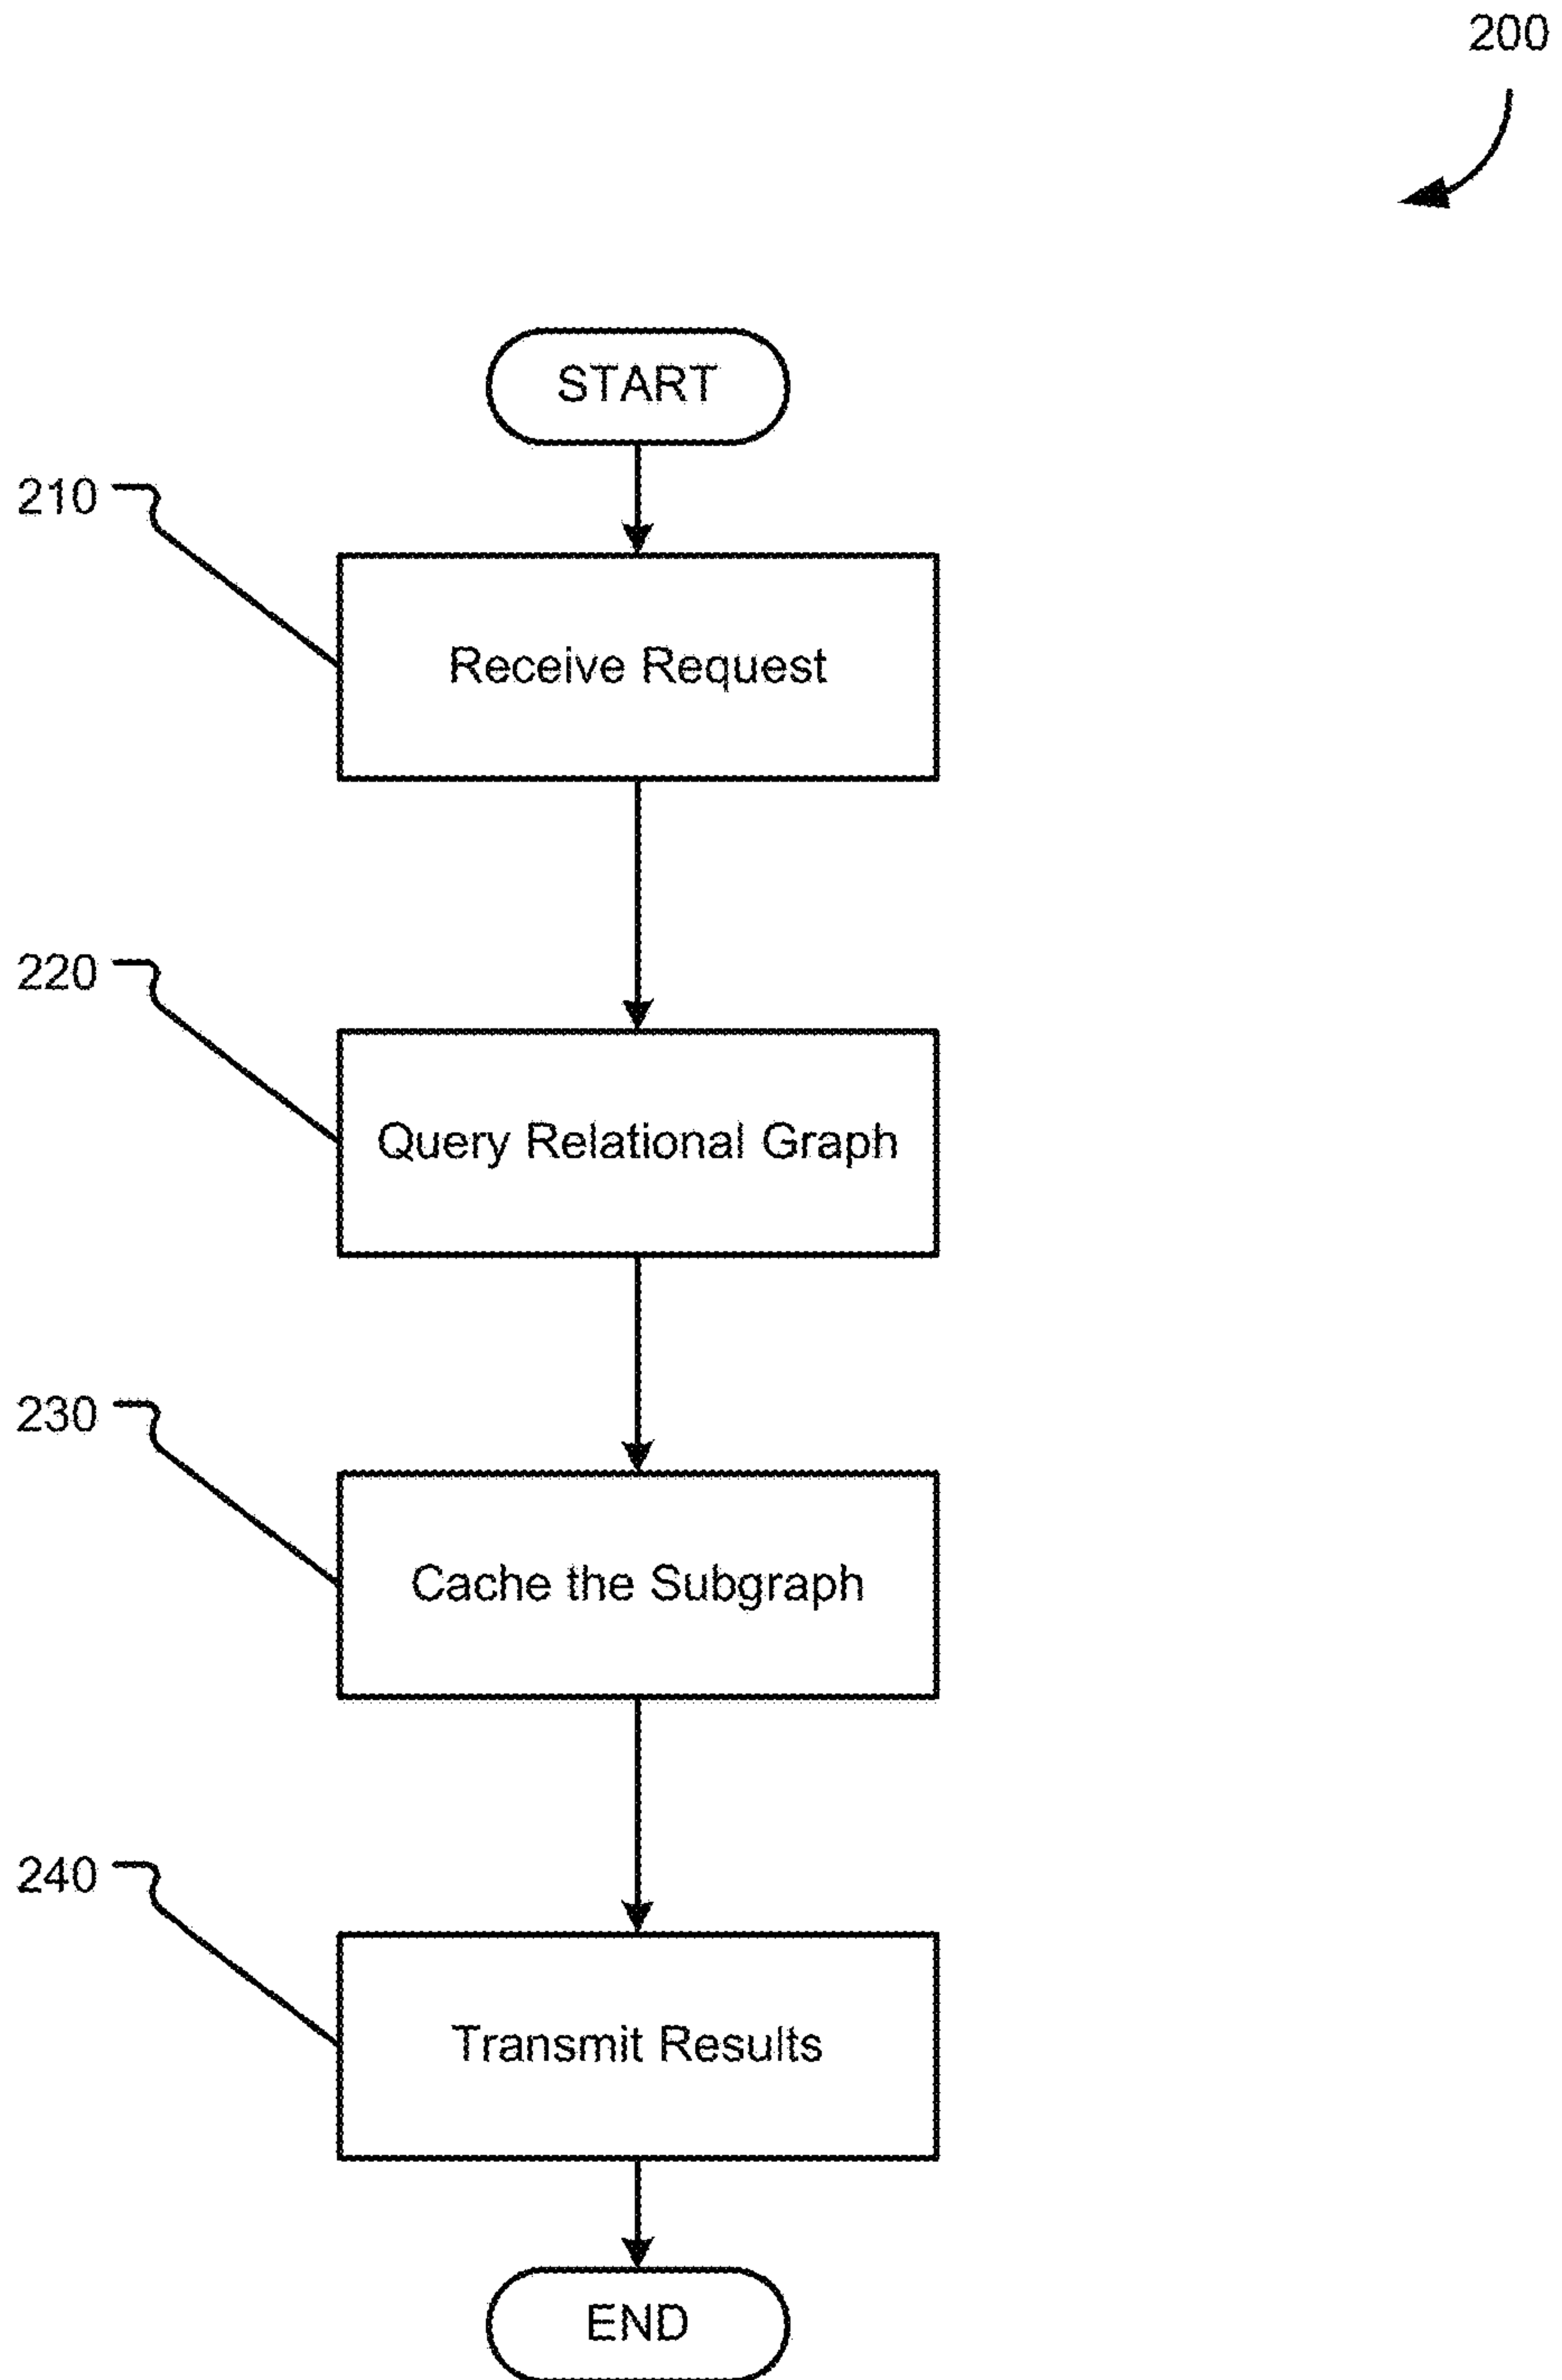 200
START
210
Receive Request
220
Query Relational Graph
230
Cache the Subgraph
240
Transmit Results
END